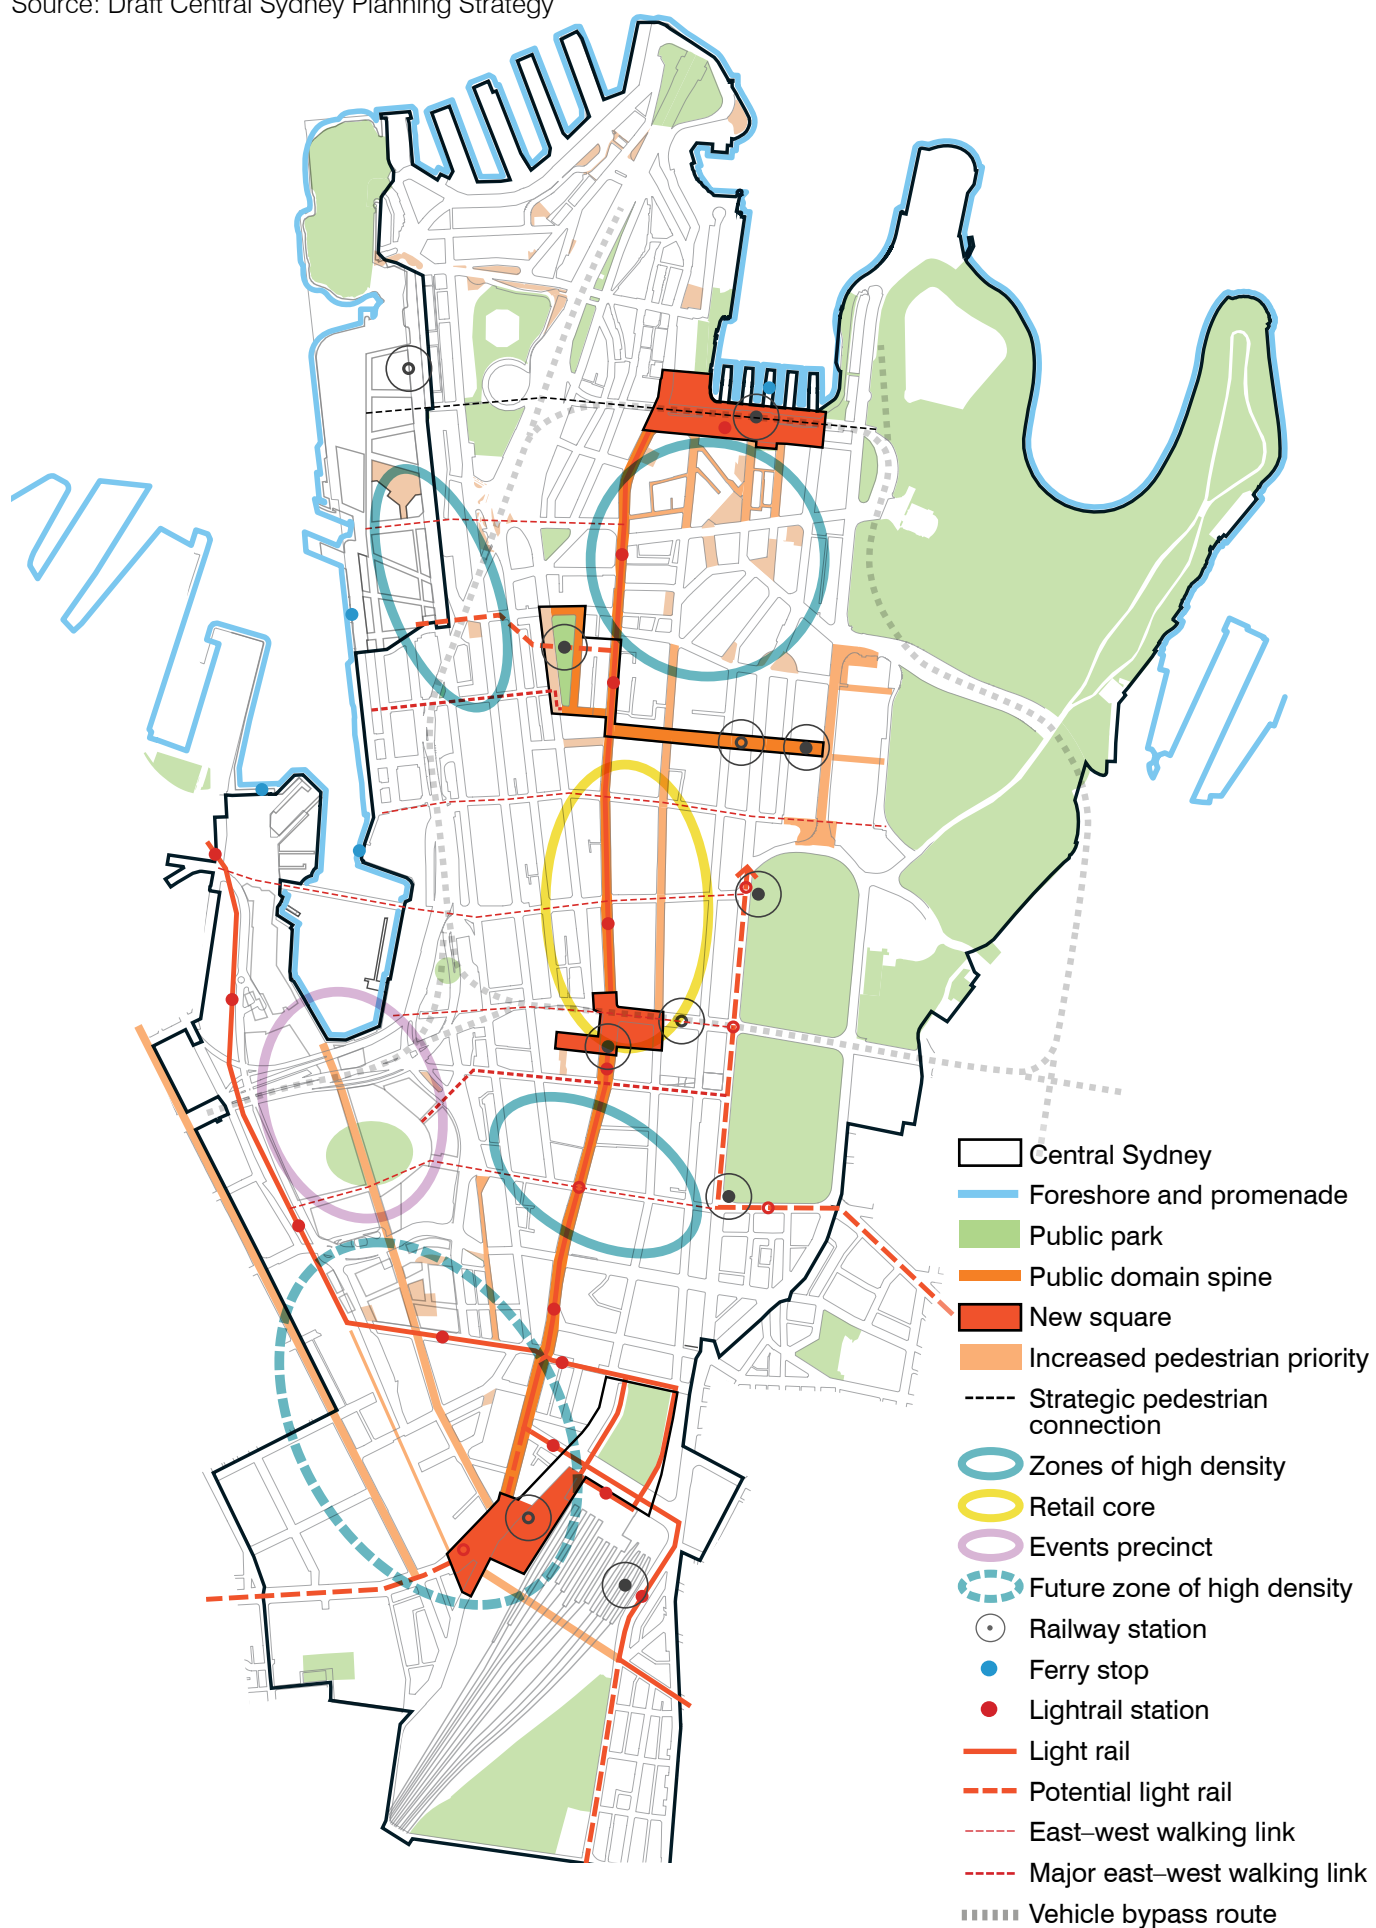 Source: Draft Central Sydney Planning Strategy
Central Sydney
Foreshore and promenade
Public park
Public domain spine
New square
Increased pedestrian priority
Strategic pedestrian
connection
Zones of high density
Retail core
Events precinct
Future zone of high density
Railway station
Ferry stop
Lightrail station
Light rail
Potential light rail
East–west walking link
Major east–west walking link
Vehicle bypass route